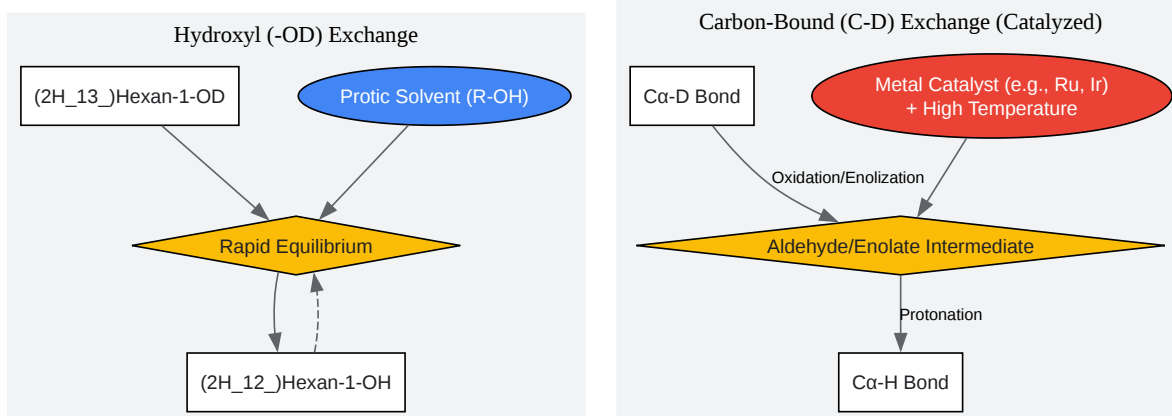 Hydroxyl (-OD) Exchange
(2H_13_)Hexan-1-OD
Protic Solvent (R-OH)
Rapid Equilibrium
(2H_12_)Hexan-1-OH
Carbon-Bound (C-D) Exchange (Catalyzed)
Cα-D Bond
Metal Catalyst (e.g., Ru, Ir)
+ High Temperature
Oxidation/Enolization
Aldehyde/Enolate Intermediate
Protonation
Cα-H Bond